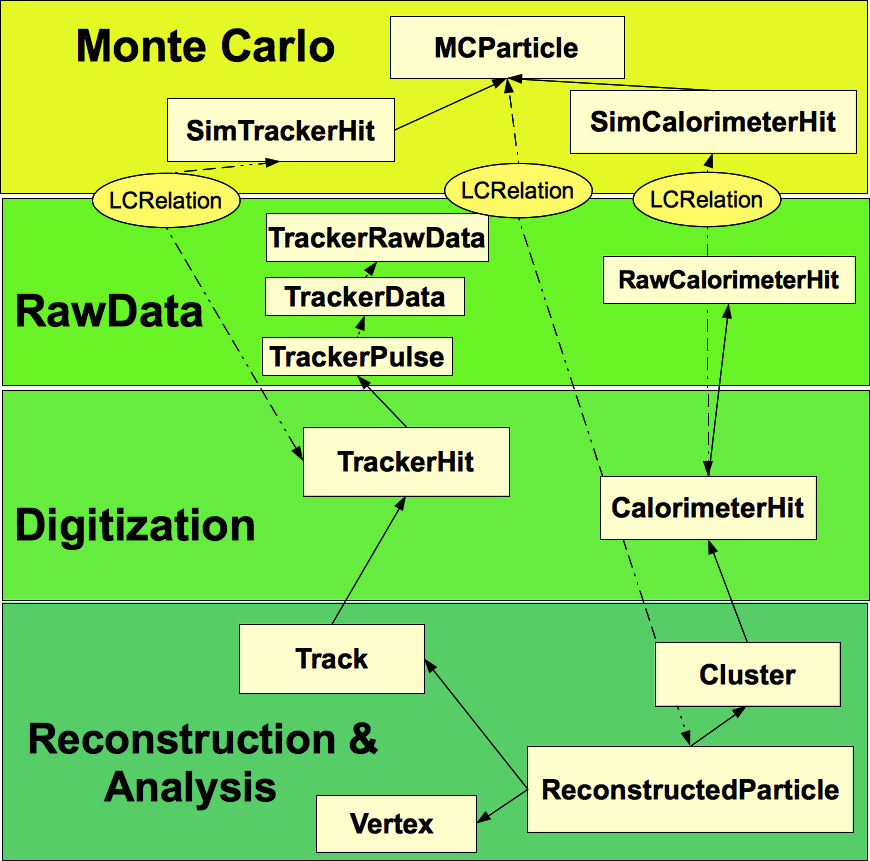 Monte Carlo
MCParticle
SimTrackerHit
SimCalorimeterHit
LCRelation
LCRelation
LCRelation
RawData
TrackerRawData
TrackerData
TrackerPulse
RawCalorimeterHit
Digitization
TrackerHit
CalorimeterHit
Reconstruction &
Analysis
Track
Cluster
Vertex
ReconstructedParticle